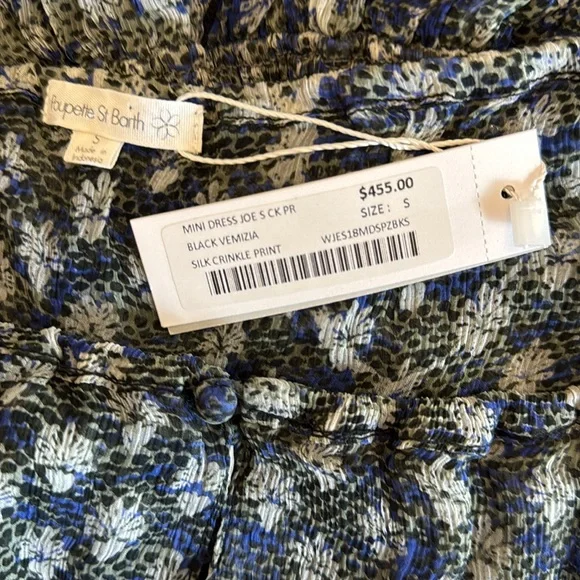 Poupette St Barth
S
Made in
Indonesia
$455.00
MINI DRESS JOE S CK PR
SIZE : S
BLACK VEMIZIA
WJES18MDSPZBKS
SILK CRINKLE PRINT